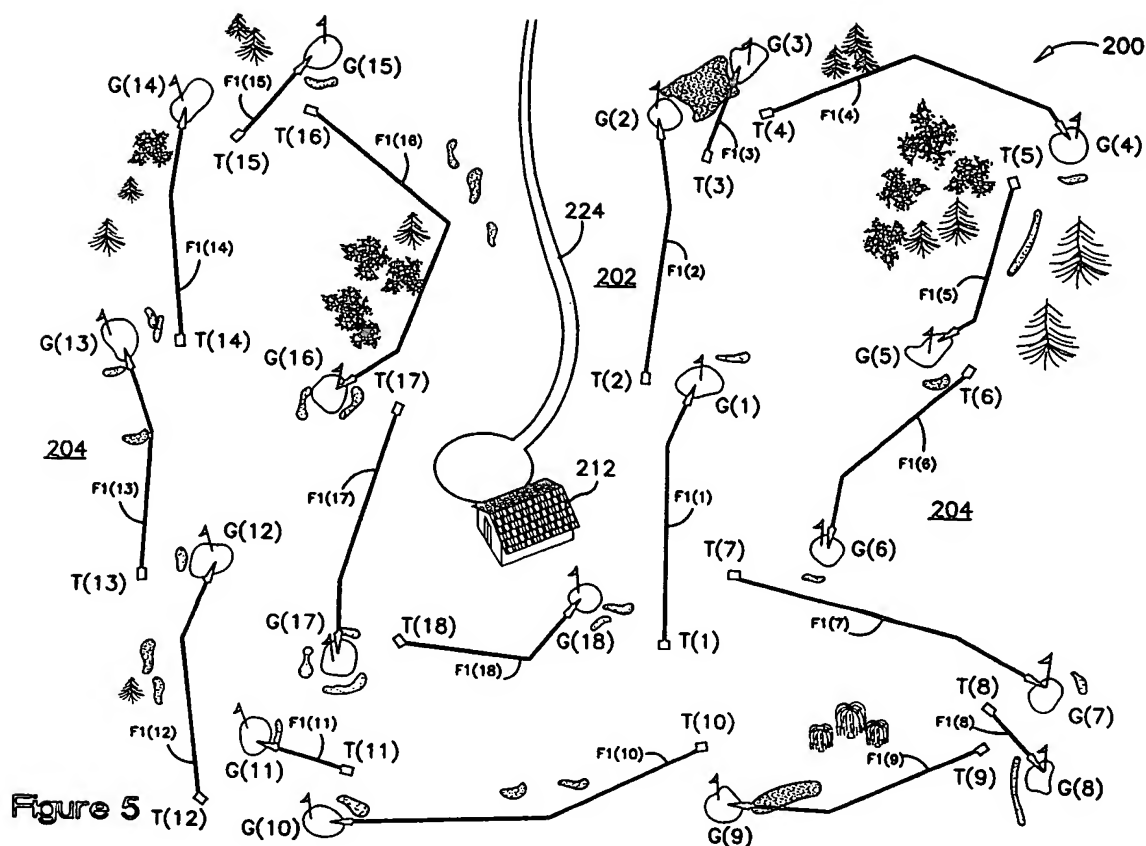 G(15)
G(3)
200
G(14)
F1(15)
F1(4)
G(2)
T(4)
T(16)
T(15)
F1(16)
F1(3)
T(3)
T(5)
G(4)
224
F1(14)
202
F1(2)
F1(5)
G(13)
T(14)
G(16)
T(17)
T(2)
G(1)
G(5)
T(6)
204
F1(13)
F1(17)
212
F1(1)
F1(6)
204
G(12)
T(13)
T(7)
G(6)
G(17)
T(18)
F1(18)
G(18)
T(1)
F1(7)
F1(12)
F1(11)
G(11)
T(11)
T(10)
F1(10)
T(8)
F1(8)
G(7)
F1(9)
T(9)
G(8)
Figure 5
T(12)
G(10)
G(9)